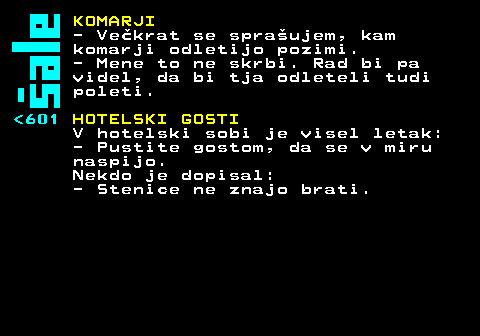 Šale
KOMARJI
- Večkrat se sprašujem, kam
komarji odletijo pozimi.
- Mene to ne skrbi. Rad bi pa
videl, da bi tja odleteli tudi
poleti.
<601 HOTELSKI GOSTI
V hotelski sobi je visel letak:
- Pustite gostom, da se v miru
naspijo.
Nekdo je dopisal:
- Stenice ne znajo brati.